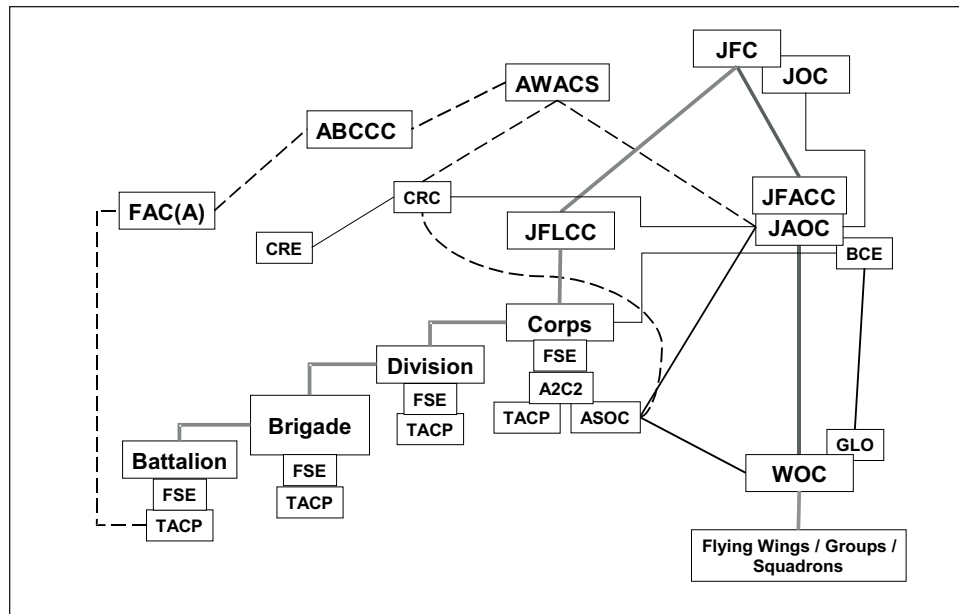 JFC
JOC
AWACS
ABCCC
JFACC
CRC
FAC(A)
JAOC
JFLCC
CRE
BCE
Corps
FSE
Division
A2C2
FSE
TACP
ASOC
Brigade
TACP
GLO
Battalion
FSE
WOC
FSE
TACP
TACP
Flying Wings / Groups /
Squadrons